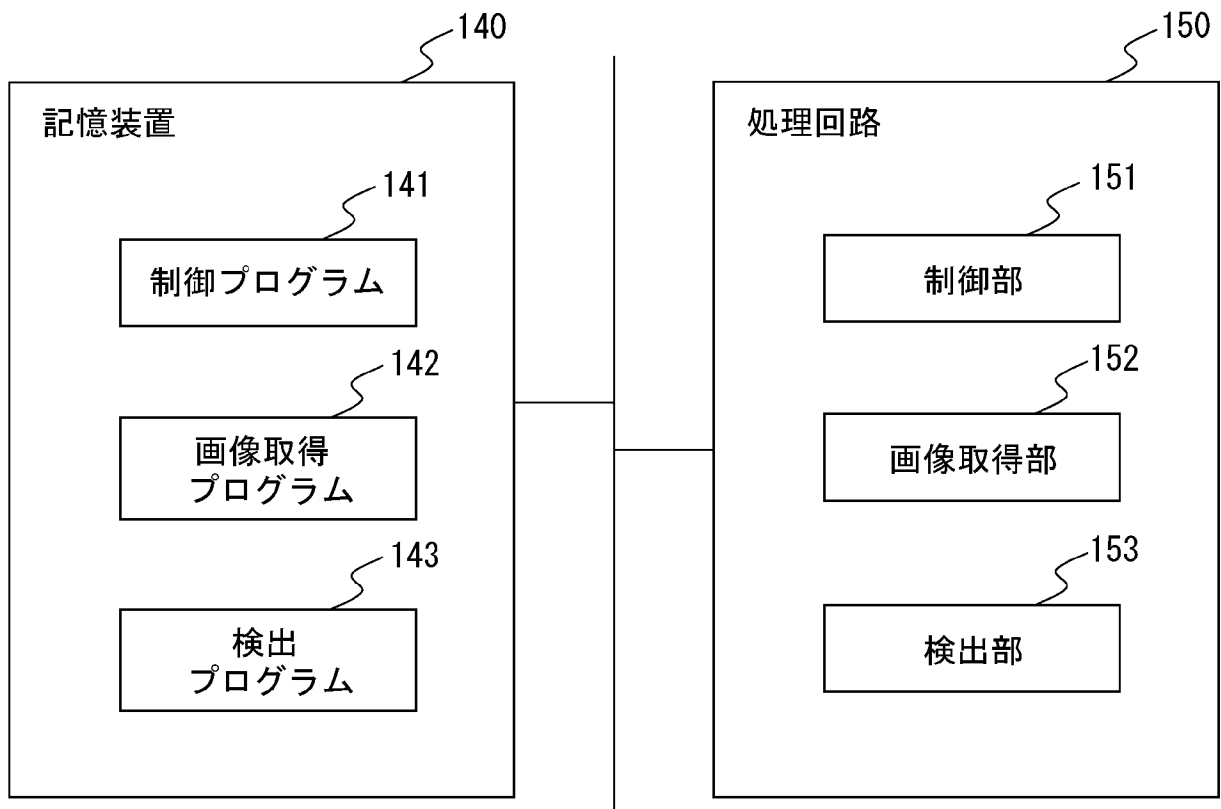 140
記憶装置
141
制御プログラム
142
画像取得
プログラム
143
検出
プログラム
150
処理回路
151
制御部
152
画像取得部
153
検出部